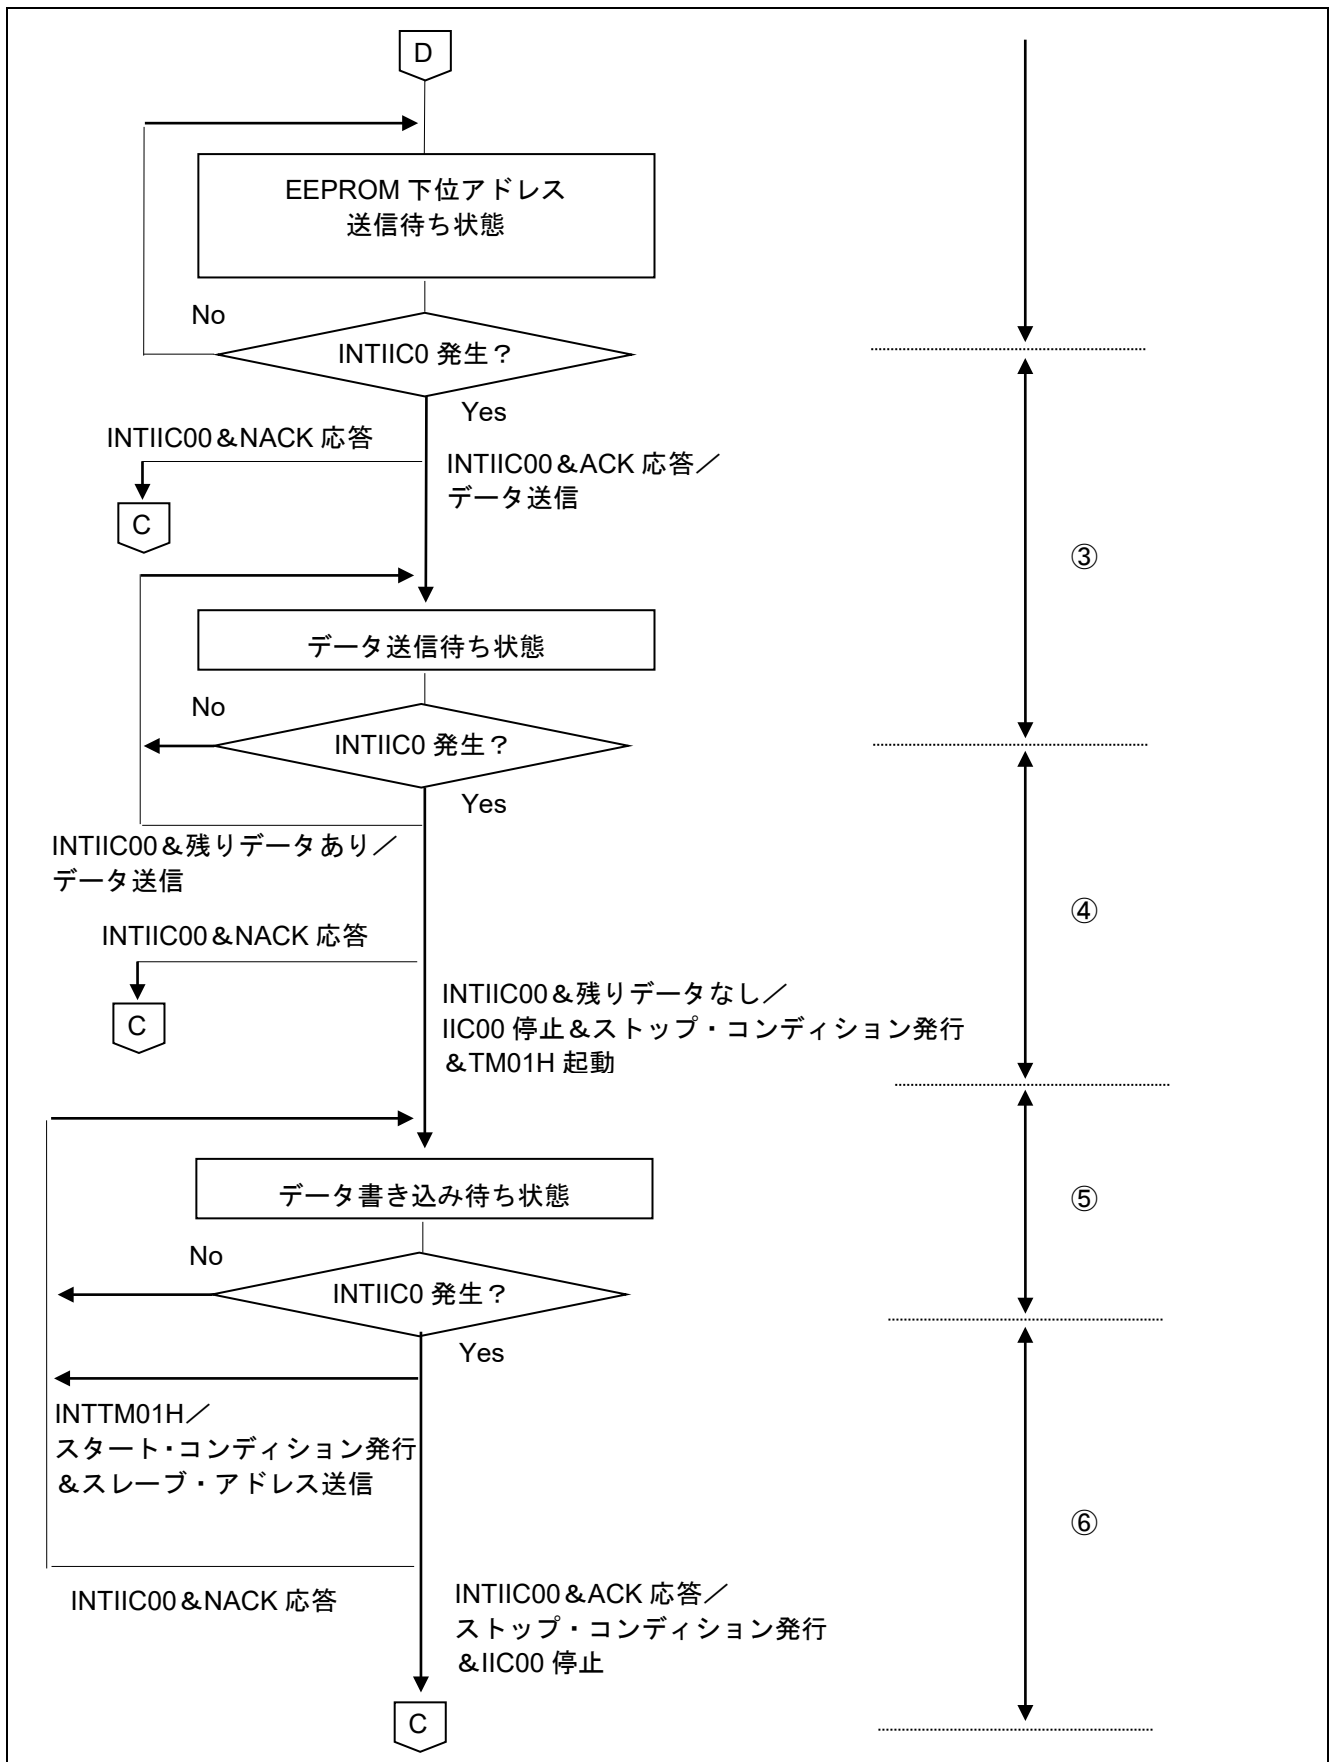 D
EEPROM 下位アドレス
送信待ち状態
No
INTIIC0 発生？
Yes
INTIIC00＆NACK 応答
INTIIC00＆ACK 応答／
データ送信
C
③
データ送信待ち状態
No
INTIIC0 発生？
Yes
INTIIC00＆残りデータあり／
データ送信
④
INTIIC00＆NACK 応答
INTIIC00＆残りデータなし／
IIC00 停止＆ストップ・コンディション発行
＆TM01H 起動
C
データ書き込み待ち状態
⑤
No
INTIIC0 発生？
Yes
INTTM01H／
スタート・コンディション発行
＆スレーブ・アドレス送信
⑥
INTIIC00＆NACK 応答
INTIIC00＆ACK 応答／
ストップ・コンディション発行
＆IIC00 停止
C